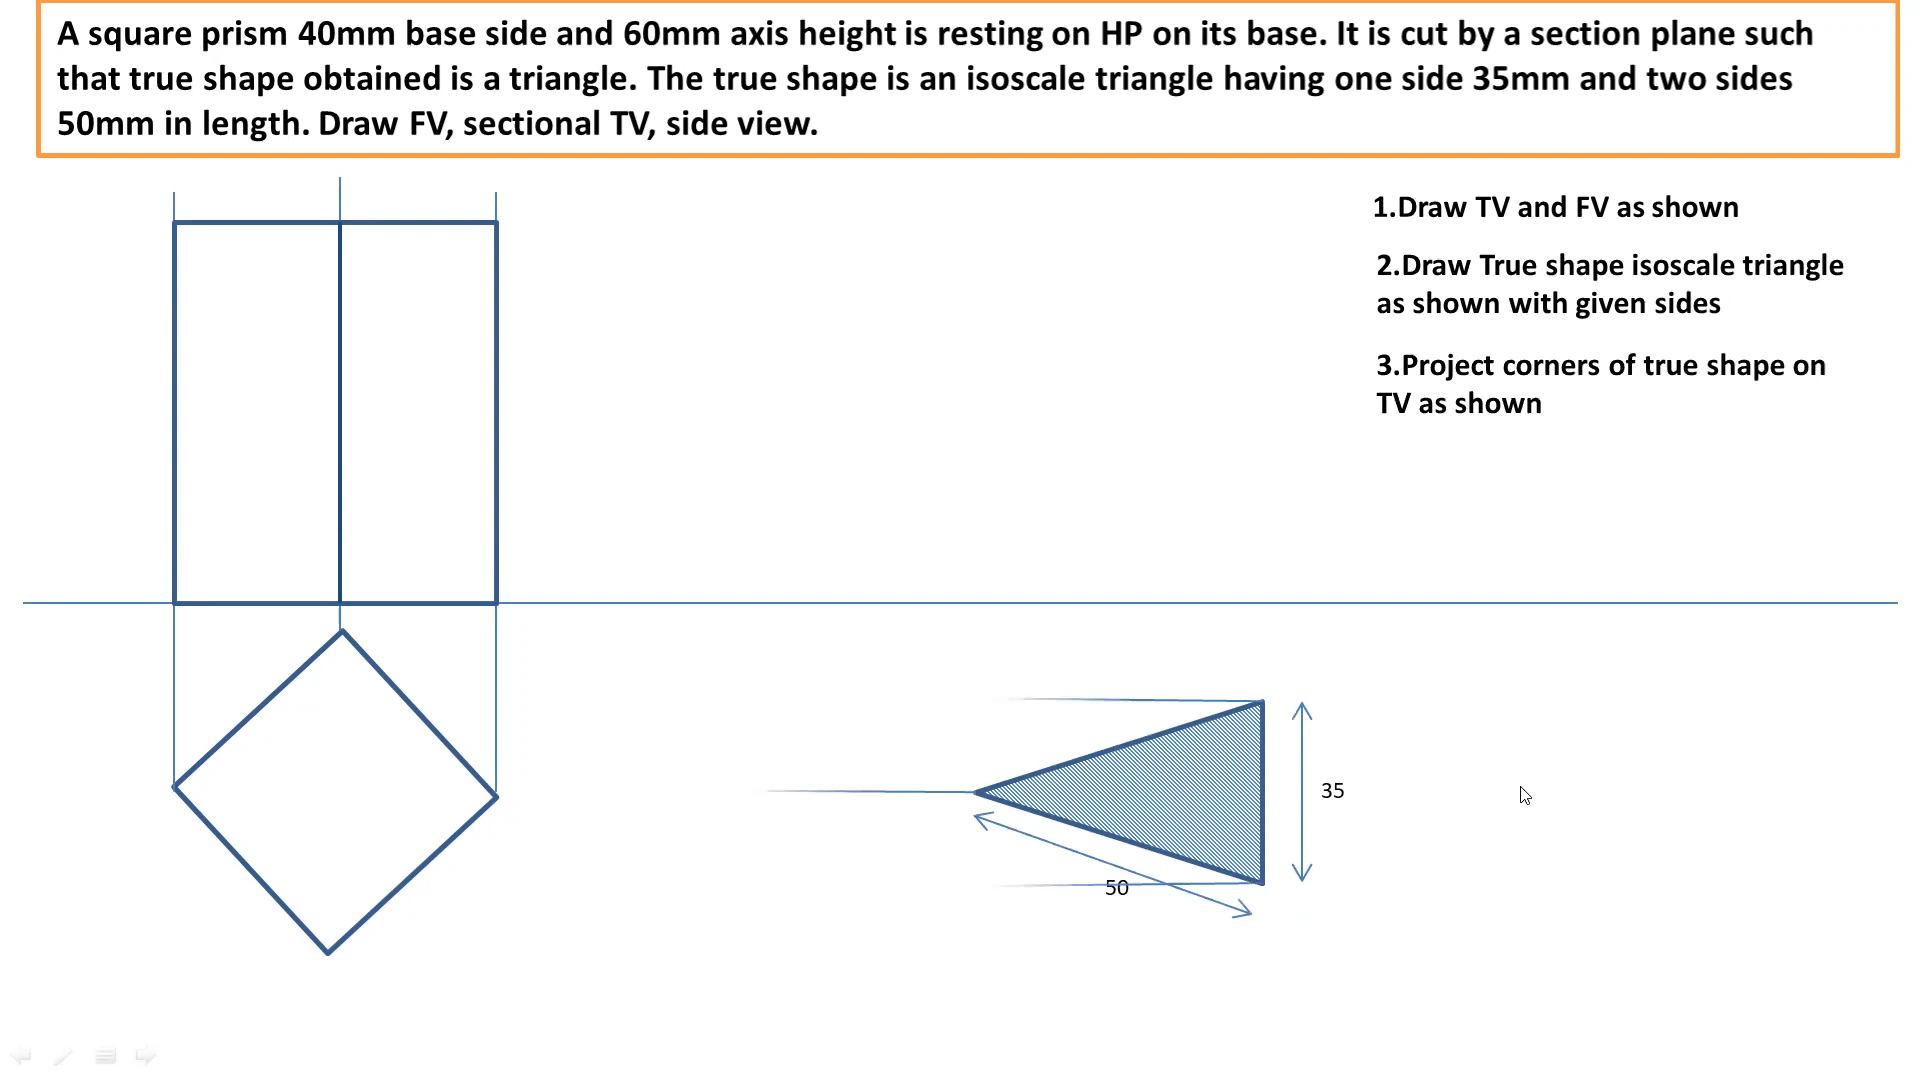 A square prism 40mm base side and 60mm axis height is resting on HP on its base. It is cut by a section plane such
that true shape obtained is a triangle. The true shape is an isoscale triangle having one side 35mm and two sides
50mm in length. Draw FV, sectional TV, side view.
1.Draw TV and FV as shown
2.Draw True shape isoscale triangle
as shown with given sides
3.Project corners of true shape on
TV as shown
35
50